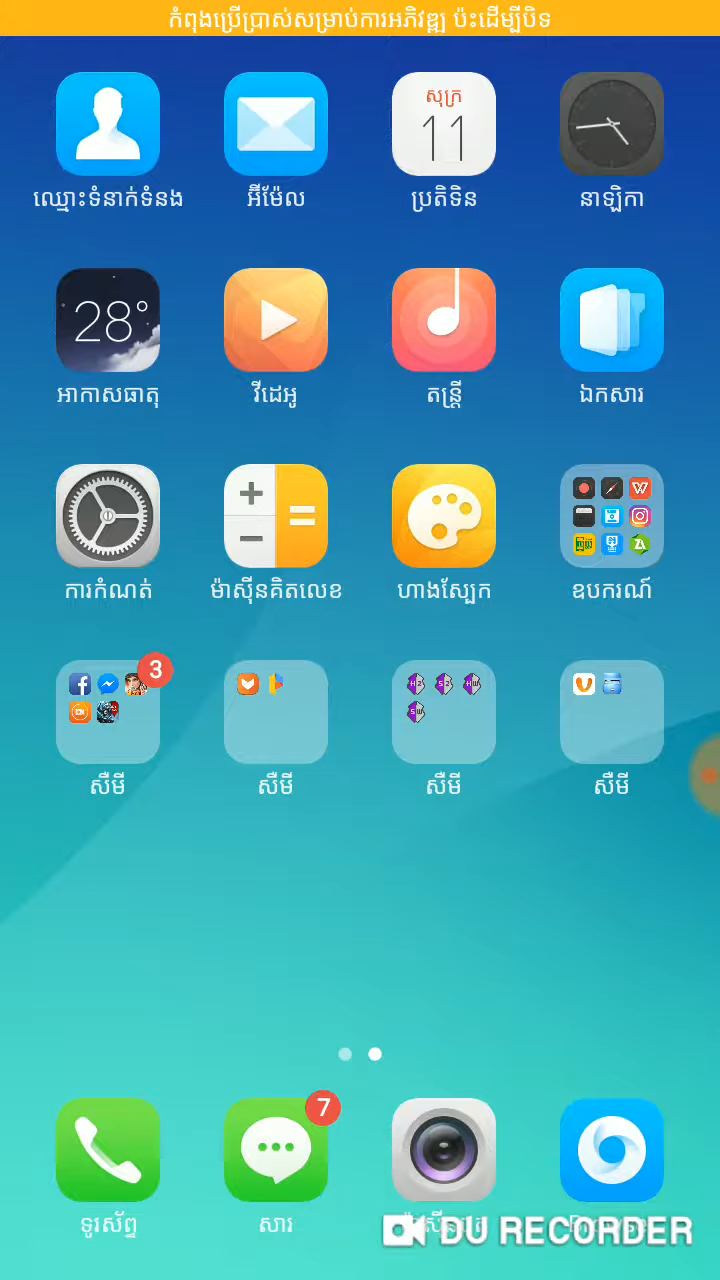 កំពុងប្រើប្រាស់សម្រាប់ការអភិវឌ្ឍ ប៉ះដើម្បីបិទ
សុក្រ
11
ឈ្មោះទំនាក់ទំនង
អ៊ីម៉ែល
ប្រតិទិន
នាឡិកា
28°
អាកាសធាតុ
វីដេអូ
តន្ត្រី
ឯកសារ
ការកំណត់
ម៉ាស៊ីនគិតលេខ
ហាងស្បែក
ឧបករណ៍
3
ស៊ីមី
ស៊ីមី
ស៊ីមី
ស៊ីមី
7
ទូរស័ព្ទ
សារ
DU RECORDER